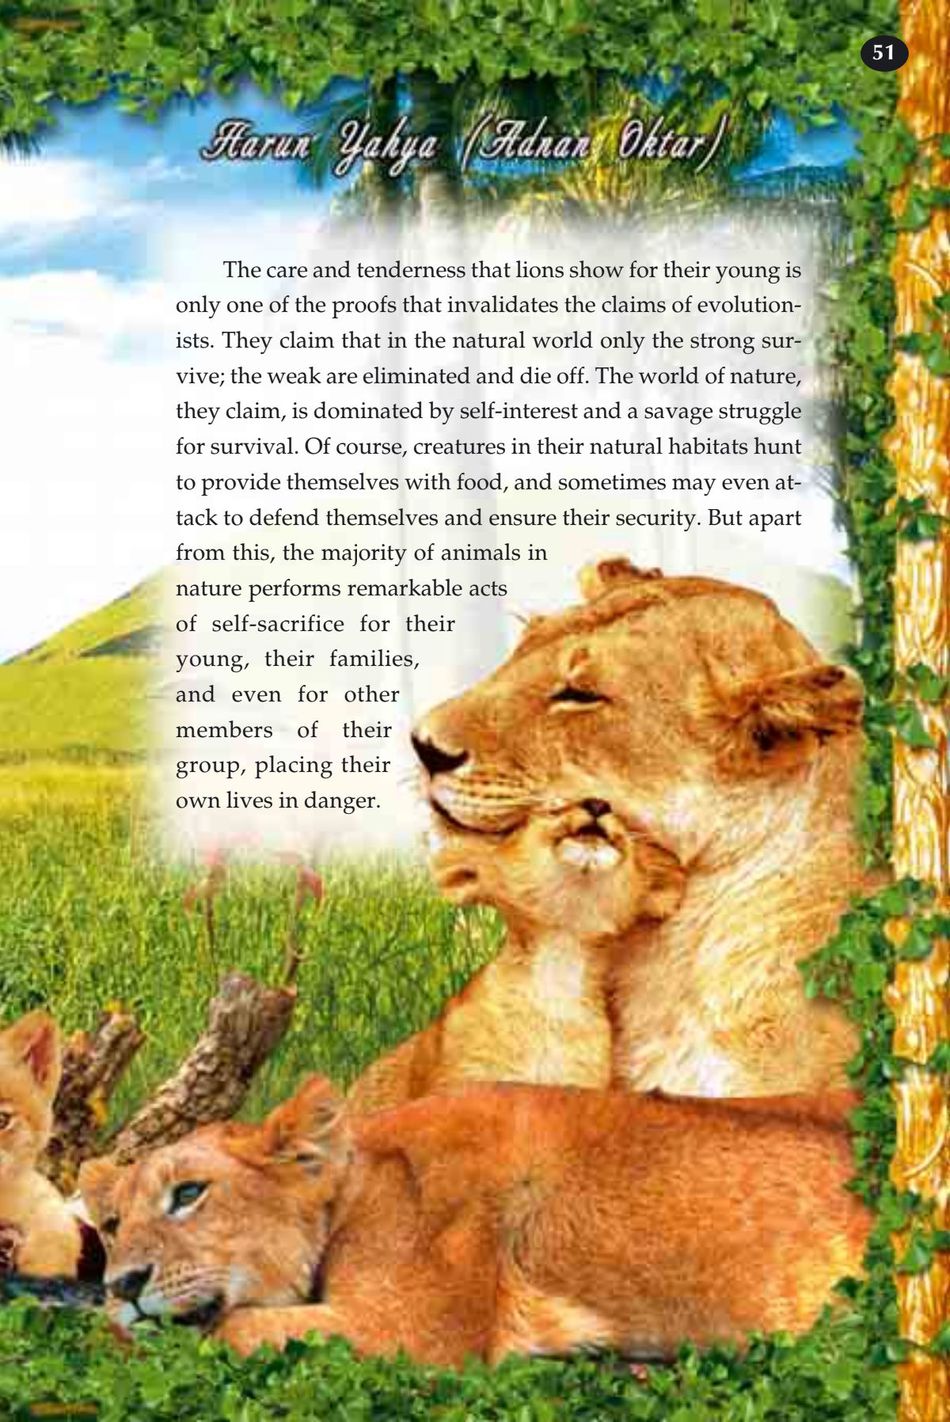 51
Harun Yahya (Adnan Oktar)
The care and tenderness that lions show for their young is
only one of the proofs that invalidates the claims of evolution-
ists. They claim that in the natural world only the strong sur-
vive; the weak are eliminated and die off. The world of nature,
they claim, is dominated by self-interest and a savage struggle
for survival. Of course, creatures in their natural habitats hunt
to provide themselves with food, and sometimes may even at-
tack to defend themselves and ensure their security. But apart
from this, the majority of animals in
nature performs remarkable acts
of self-sacrifice for their
young, their families,
and even for other
members of their
group, placing their
own lives in danger.